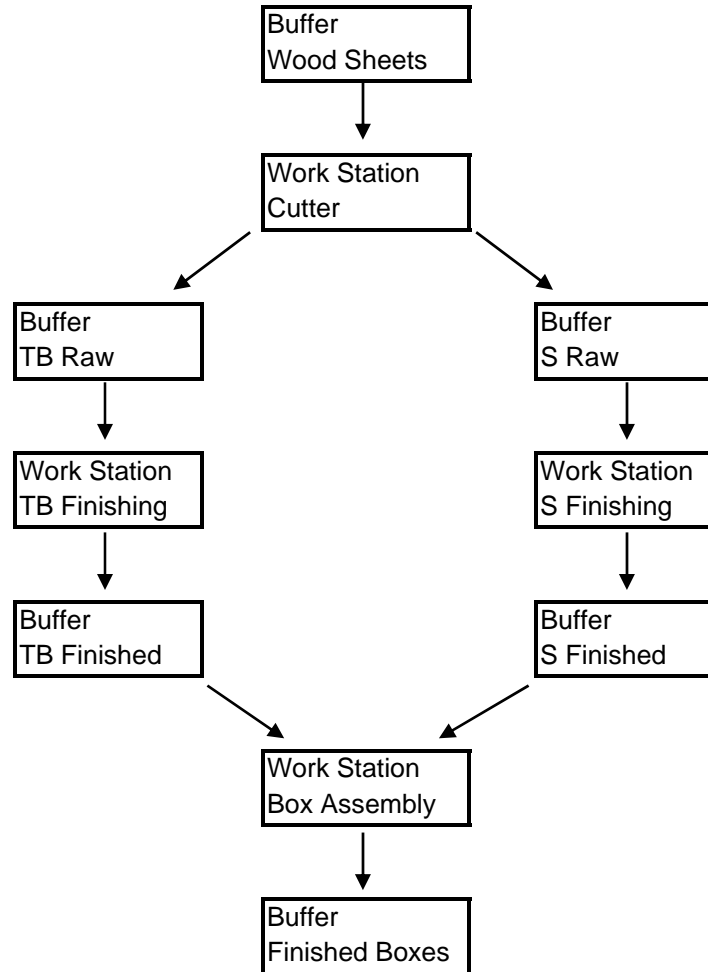 Buffer
Wood Sheets
Work Station
Cutter
Buffer
TB Raw
Buffer
S Raw
Work Station
TB Finishing
Work Station
S Finishing
Buffer
TB Finished
Buffer
S Finished
Work Station
Box Assembly
Buffer
Finished Boxes